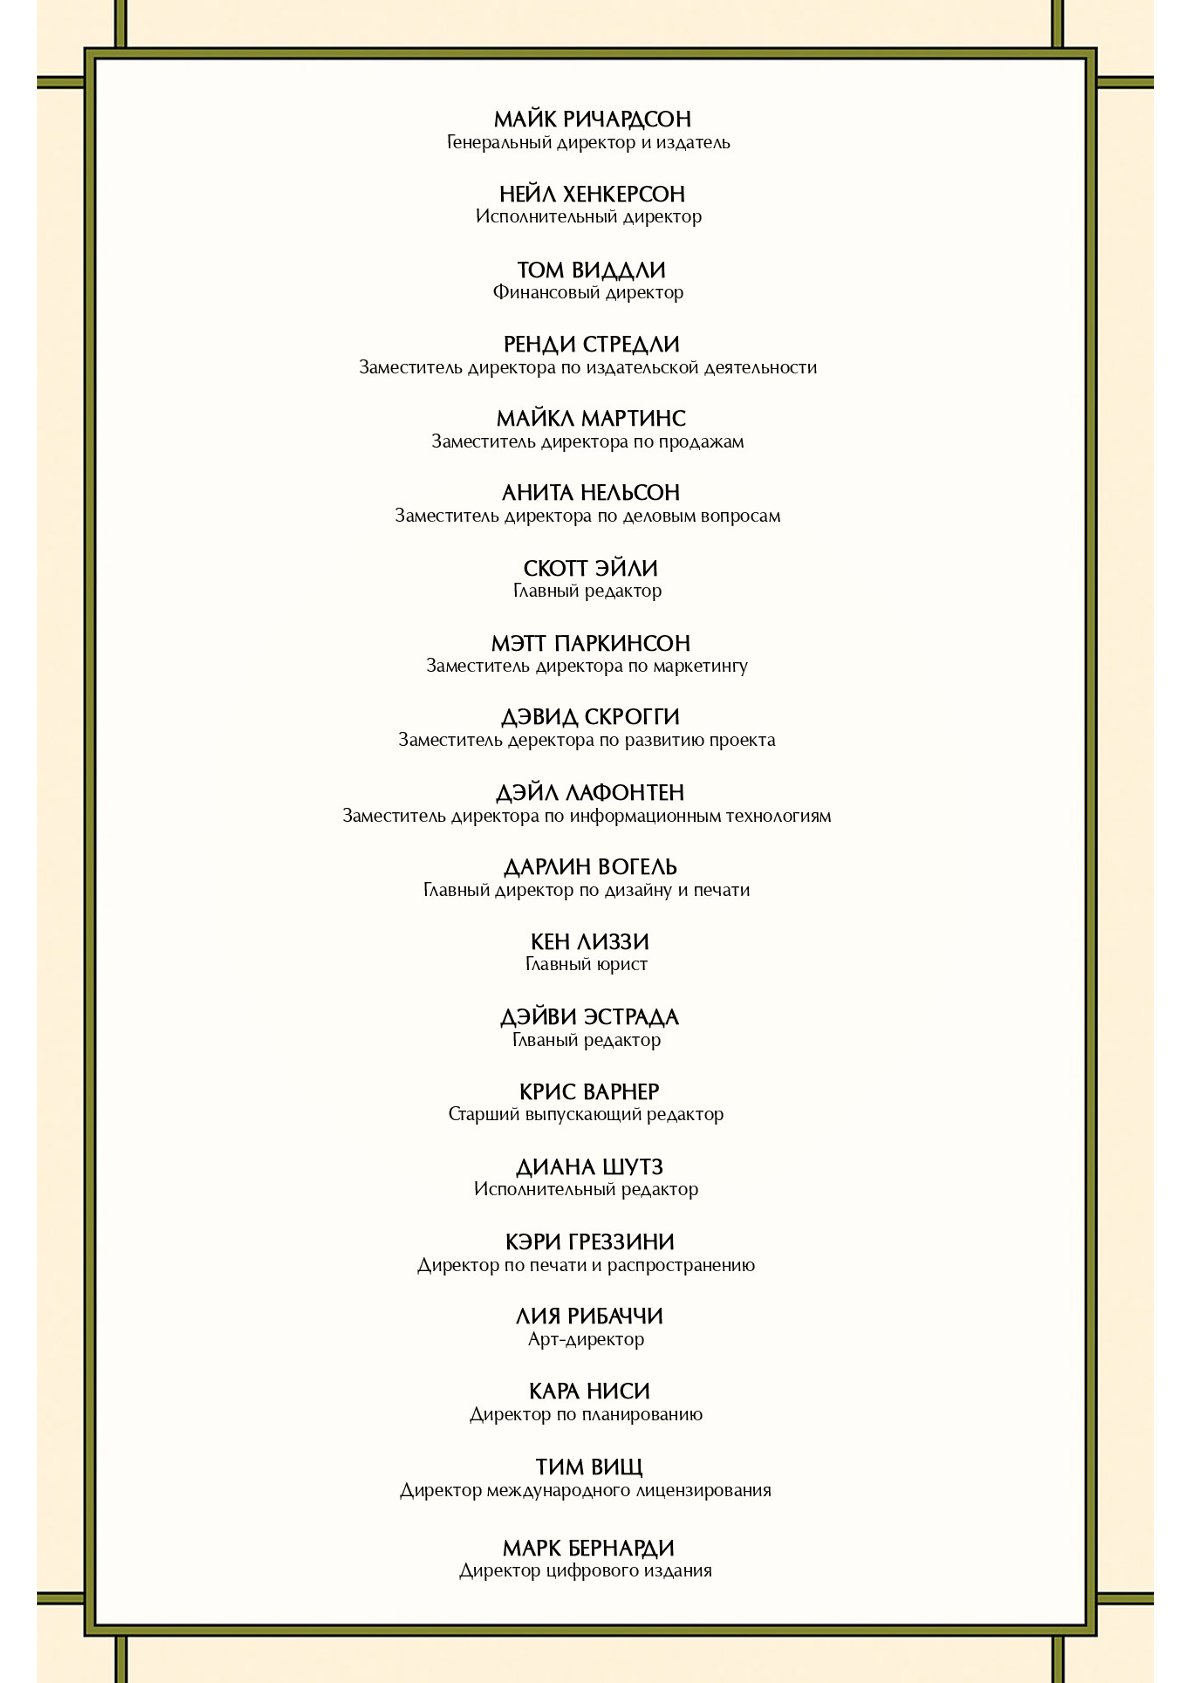 МАЙК РИЧАРДСОН
Генеральный директор и издатель
НЕЙЛ ХЕНКЕРСОН
Исполнительный директор
ТОМ ВИДДЛИ
Финансовый директор
РЕНДИ СТРЕДЛИ
Заместитель директора по издательской деятельности
МАЙКЛ МАРТИНС
Заместитель директора по продажам
АНИТА НЕЛЬСОН
Заместитель директора по деловым вопросам
СКОТТ ЭЙЛИ
Главный редактор
МЭТТ ПАРКИНСОН
Заместитель директора по маркетингу
ДЭВИД СКРОГГИ
Заместитель деректора по развитию проекта
ДЭЙЛ ЛАФОНТЕН
Заместитель директора по информационным технологиям
ДАРЛИН ВОГЕЛЬ
Главный директор по дизайну и печати
КЕН ЛИЗЗИ
Главный юрист
ДЭЙВИ ЭСТРАДА
Глваный редактор
КРИС ВАРНЕР
Старший выпускающий редактор
ДИАНА ШУТЗ
Исполнительный редактор
КЭРИ ГРЕЗЗИНИ
Директор по печати и распространению
ЛИЯ РИБАЧЧИ
Арт-директор
КАРА НИСИ
Директор по планированию
ТИМ ВИЩ
Директор международного лицензирования
МАРК БЕРНАРДИ
Директор цифрового издания